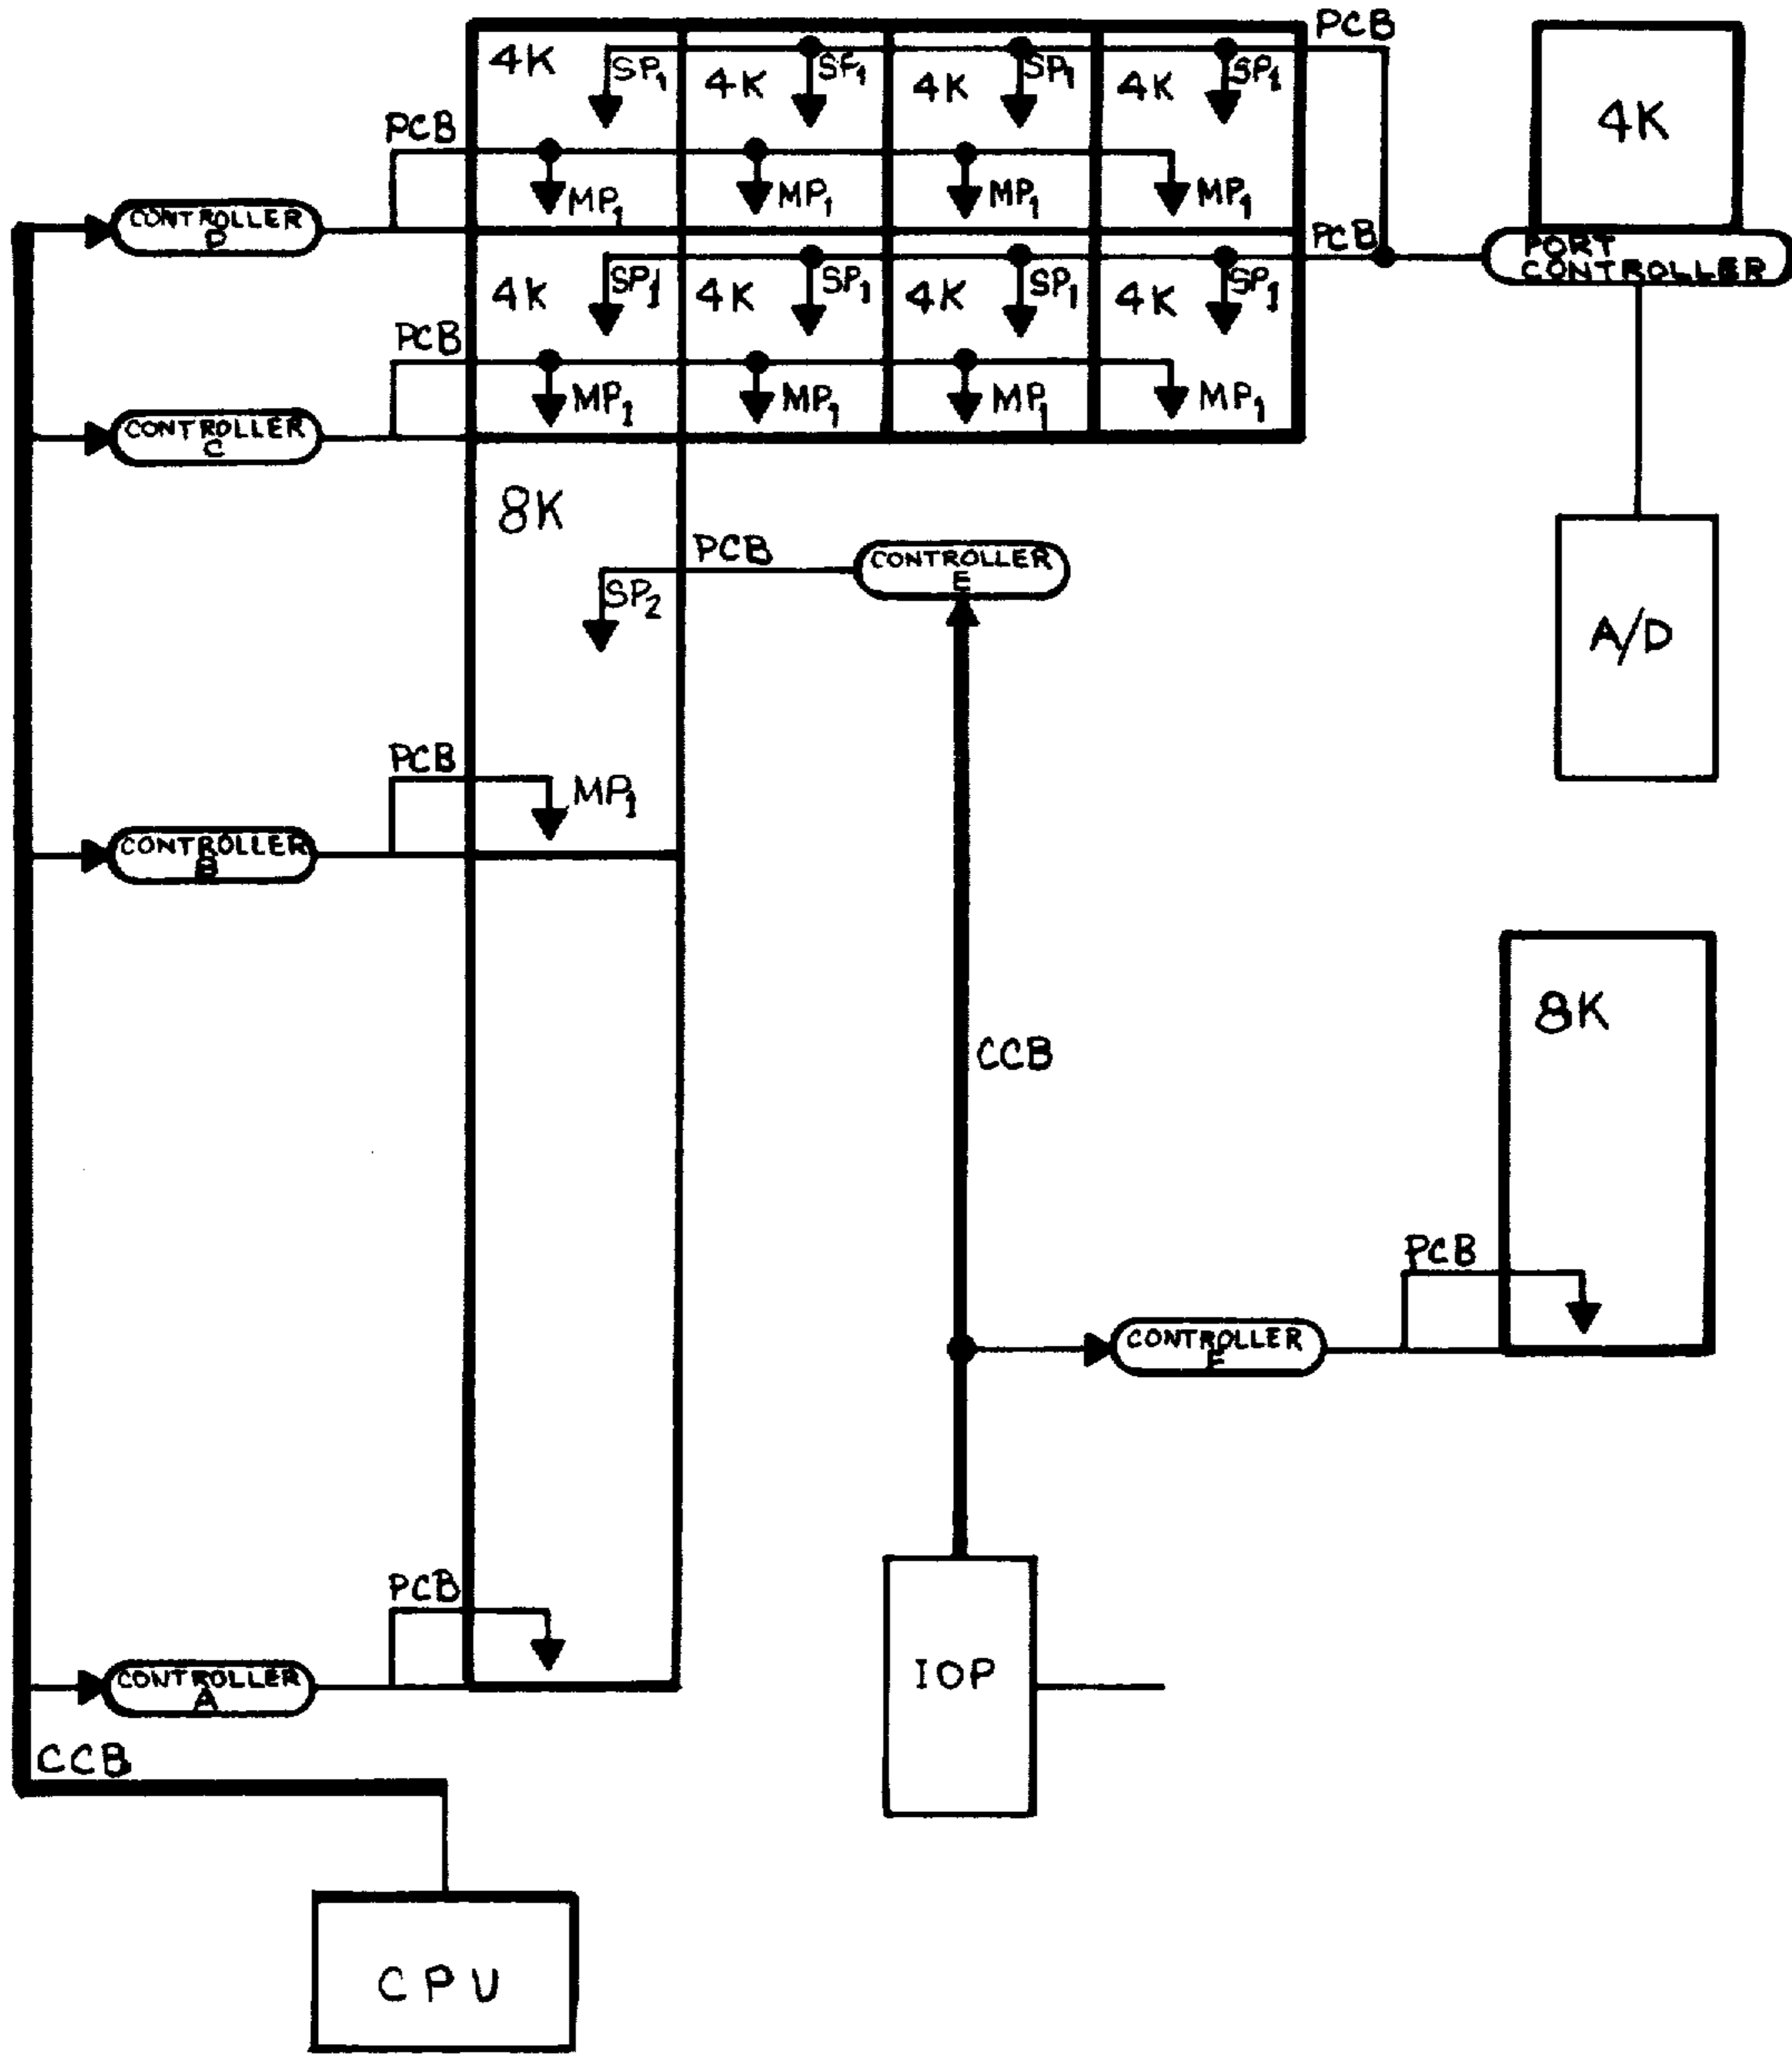 PCB
4K
SP1
4K
SP1
4K
SP1
4K
SP1
4K
PCB
MP1
MP1
MP1
MP1
CONTROLLER
D
PCB
PORT
CONTROLLER
4K
SP1
4K
SP1
4K
SP1
4K
SP1
PCB
MP1
MP1
MP1
MP1
CONTROLLER
C
8K
PCB
CONTROLLER
E
SP2
A/D
PCB
MP1
CONTROLLER
B
8K
CCB
PCB
CONTROLLER
F
PCB
IOP
CONTROLLER
A
CCB
CPU